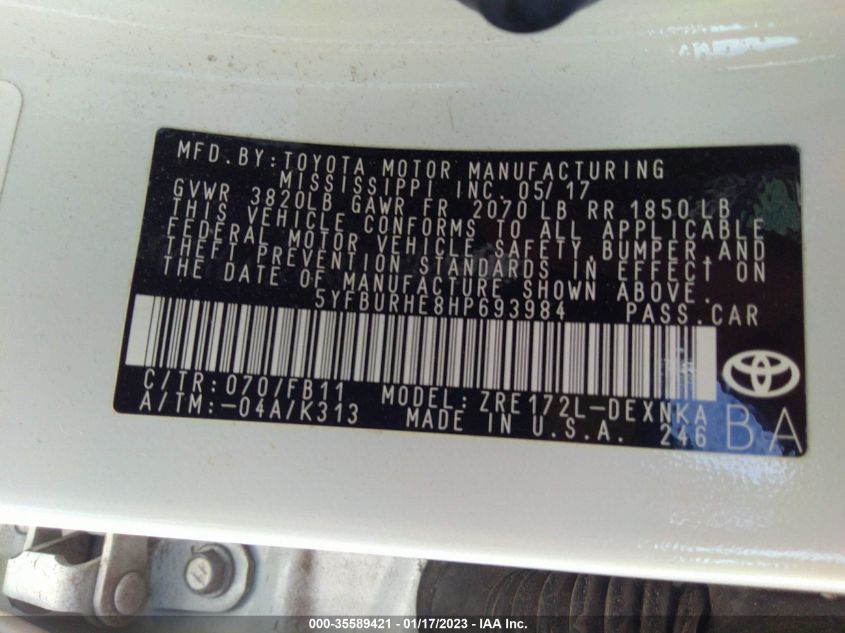 MFD.BY:TOYOTA MOTOR MANUFACTURING
MISSISSIPPI INC. 05/17
GVWR 3820LB GAWR FR 2070 LB RR 1850 LB
THIS VEHICLE CONFORMS TO ALL APPLICABLE
FEDERAL MOTOR VEHICLE SAFETY,BUMPER,AND
THEFT PREVENTION STANDARDS IN EFFECT ON
THE DATE OF MANUFACTURE SHOWN ABOVE.
5YFBURHE8HP693984 PASS.CAR
C/TR:070/FB11 MODEL:ZRE172L-DEXNKA
A/TM:-04A/K313 MADE IN U.S.A. 246 BA
000-35589421 - 01/17/2023 - IAA Inc.